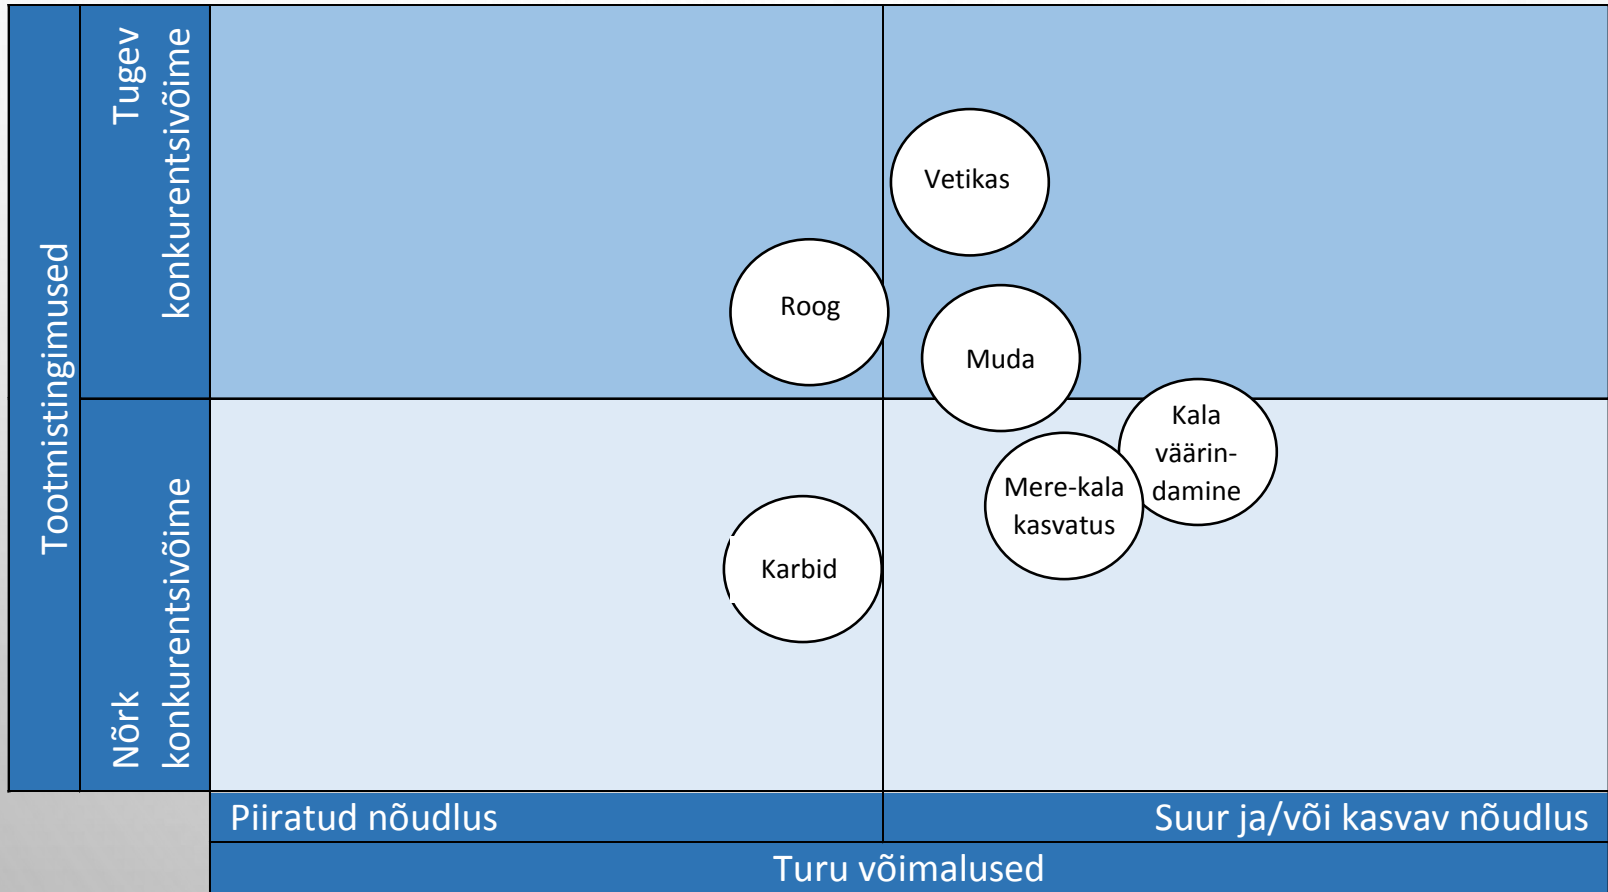 Tootmistingimused
Tugev
konkurentsivõime
Nõrk
konkurentsivõime
Vetikas
Roog
Muda
Kala
väärin-
damine
Mere-kala
kasvatus
Karbid
Piiratud nõudlus
Suur ja/või kasvav nõudlus
Turu võimalused